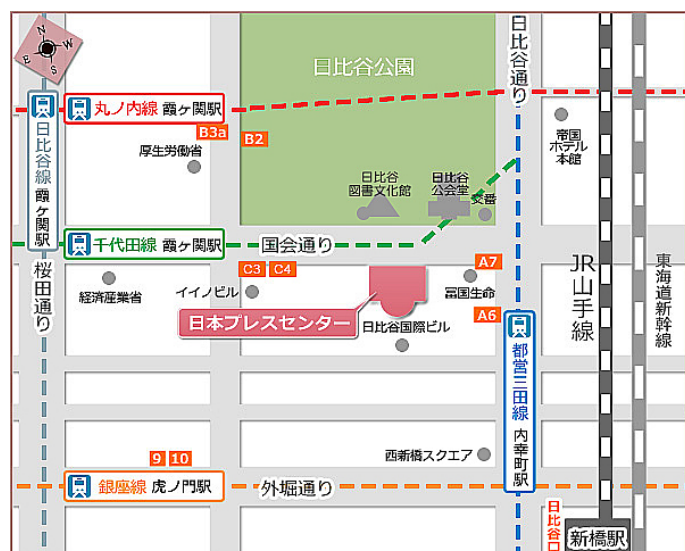 N
W
E
S
日比谷公園
日比谷通り
丸ノ内線 霞ヶ関駅
B3a
B2
厚生労働省
帝国
ホテル
本館
日比谷線 霞ヶ関駅
日比谷
図書文化館
日比谷
公会堂
交番
千代田線 霞ヶ関駅
国会通り
桜田通り
経済産業省
C3
C4
イイノビル
A7
富国生命
JR山手線
東海道新幹線
日本プレスセンター
日比谷国際ビル
A6
都営三田線 内幸町駅
9
10
西新橋スクエア
銀座線 虎ノ門駅
外堀通り
日比谷口
新橋駅